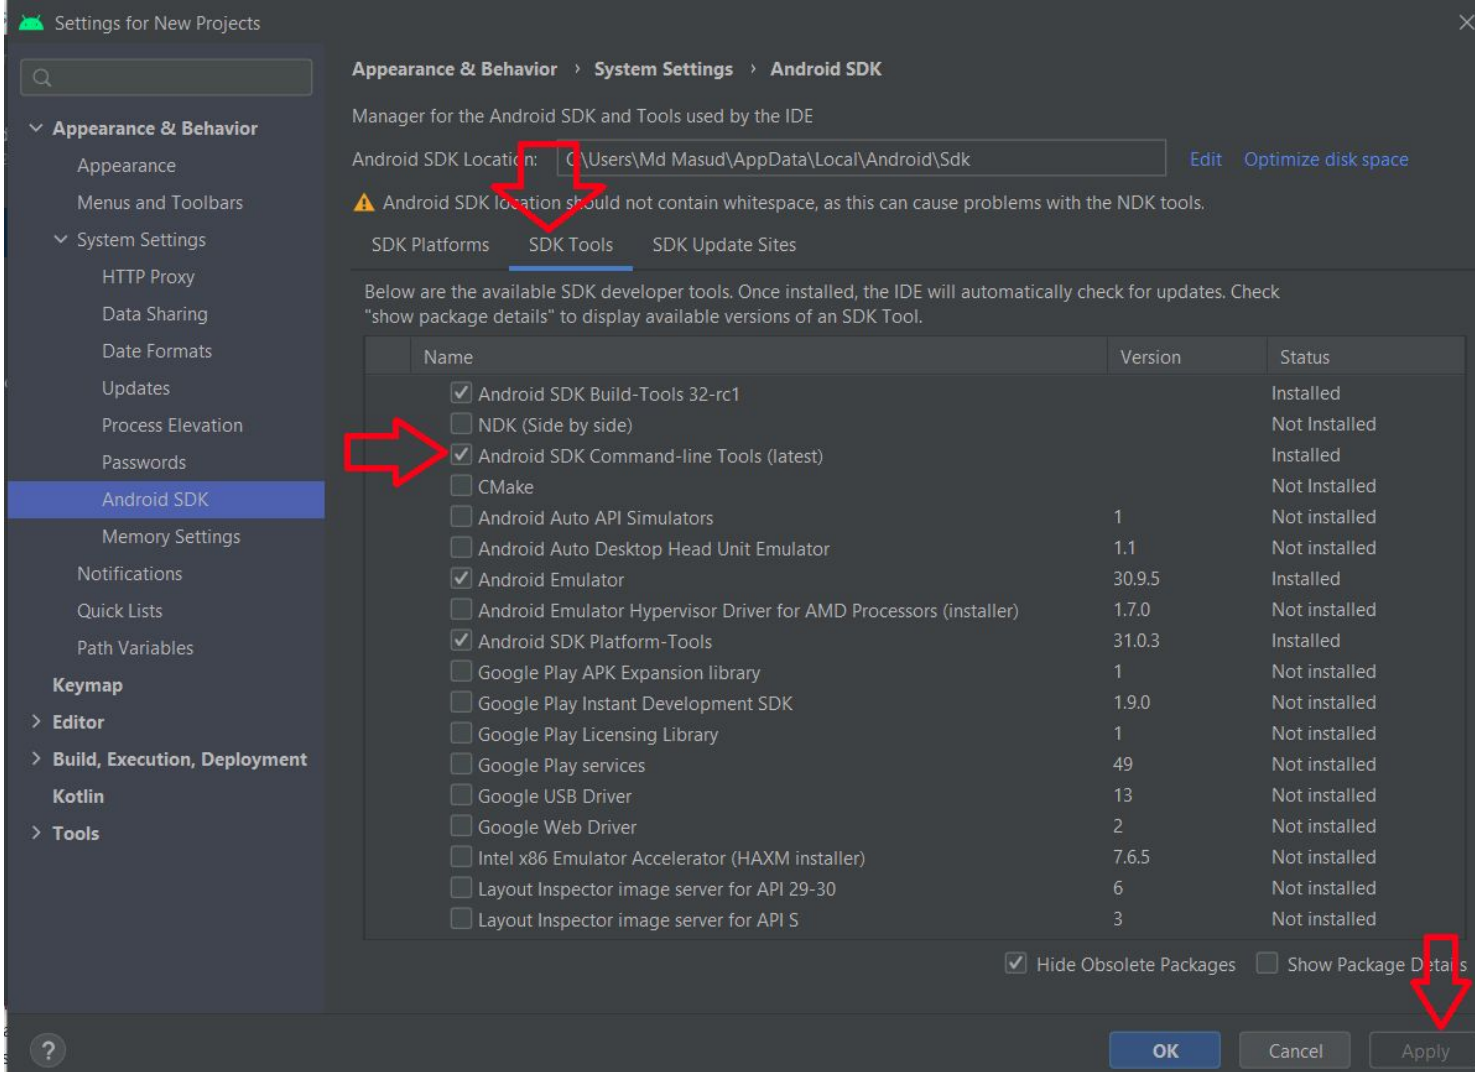 Settings for New Projects
Appearance & Behavior
Appearance
Menus and Toolbars
System Settings
HTTP Proxy
Data Sharing
Date Formats
Updates
Process Elevation
Passwords
Android SDK
Memory Settings
Notifications
Quick Lists
Path Variables
Keymap
Editor
Build, Execution, Deployment
Kotlin
Tools
Appearance & Behavior › System Settings › Android SDK
Manager for the Android SDK and Tools used by the IDE
Android SDK Location: C:\Users\Md Masud\AppData\Local\Android\Sdk Edit Optimize disk space
Android SDK location should not contain whitespace, as this can cause problems with the NDK tools.
SDK Platforms SDK Tools SDK Update Sites
Below are the available SDK developer tools. Once installed, the IDE will automatically check for updates. Check
"show package details" to display available versions of an SDK Tool.
Name Version Status
Android SDK Build-Tools 32-rc1 Installed
NDK (Side by side) Not Installed
Android SDK Command-line Tools (latest) Installed
CMake Not Installed
Android Auto API Simulators 1 Not installed
Android Auto Desktop Head Unit Emulator 1.1 Not installed
Android Emulator 30.9.5 Installed
Android Emulator Hypervisor Driver for AMD Processors (installer) 1.7.0 Not installed
Android SDK Platform-Tools 31.0.3 Installed
Google Play APK Expansion library 1 Not installed
Google Play Instant Development SDK 1.9.0 Not installed
Google Play Licensing Library 1 Not installed
Google Play services 49 Not installed
Google USB Driver 13 Not installed
Google Web Driver 2 Not installed
Intel x86 Emulator Accelerator (HAXM installer) 7.6.5 Not installed
Layout Inspector image server for API 29-30 6 Not installed
Layout Inspector image server for API S 3 Not installed
Hide Obsolete Packages Show Package Details
? OK Cancel Apply